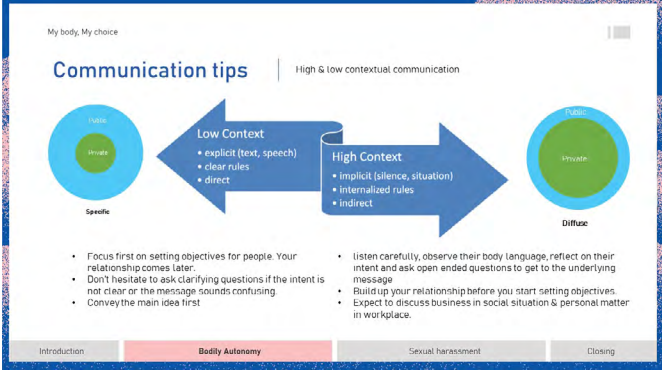 My body, My choice
Communication tips
High & low contextual communication
Public
Private
Specific
Low Context
• explicit (text, speech)
• clear rules
• direct
High Context
• implicit (silence, situation)
• internalized rules
• indirect
Public
Private
Diffuse
• Focus first on setting objectives for people. Your
relationship comes later.
• Don't hesitate to ask clarifying questions if the intent is
not clear or the message sounds confusing.
• Convey the main idea first
• listen carefully, observe their body language, reflect on their
intent and ask open ended questions to get to the underlying
message
• Build up your relationship before you start setting objectives.
• Expect to discuss business in social situation & personal matter
in workplace.
Introduction
Bodily Autonomy
Sexual harassment
Closing